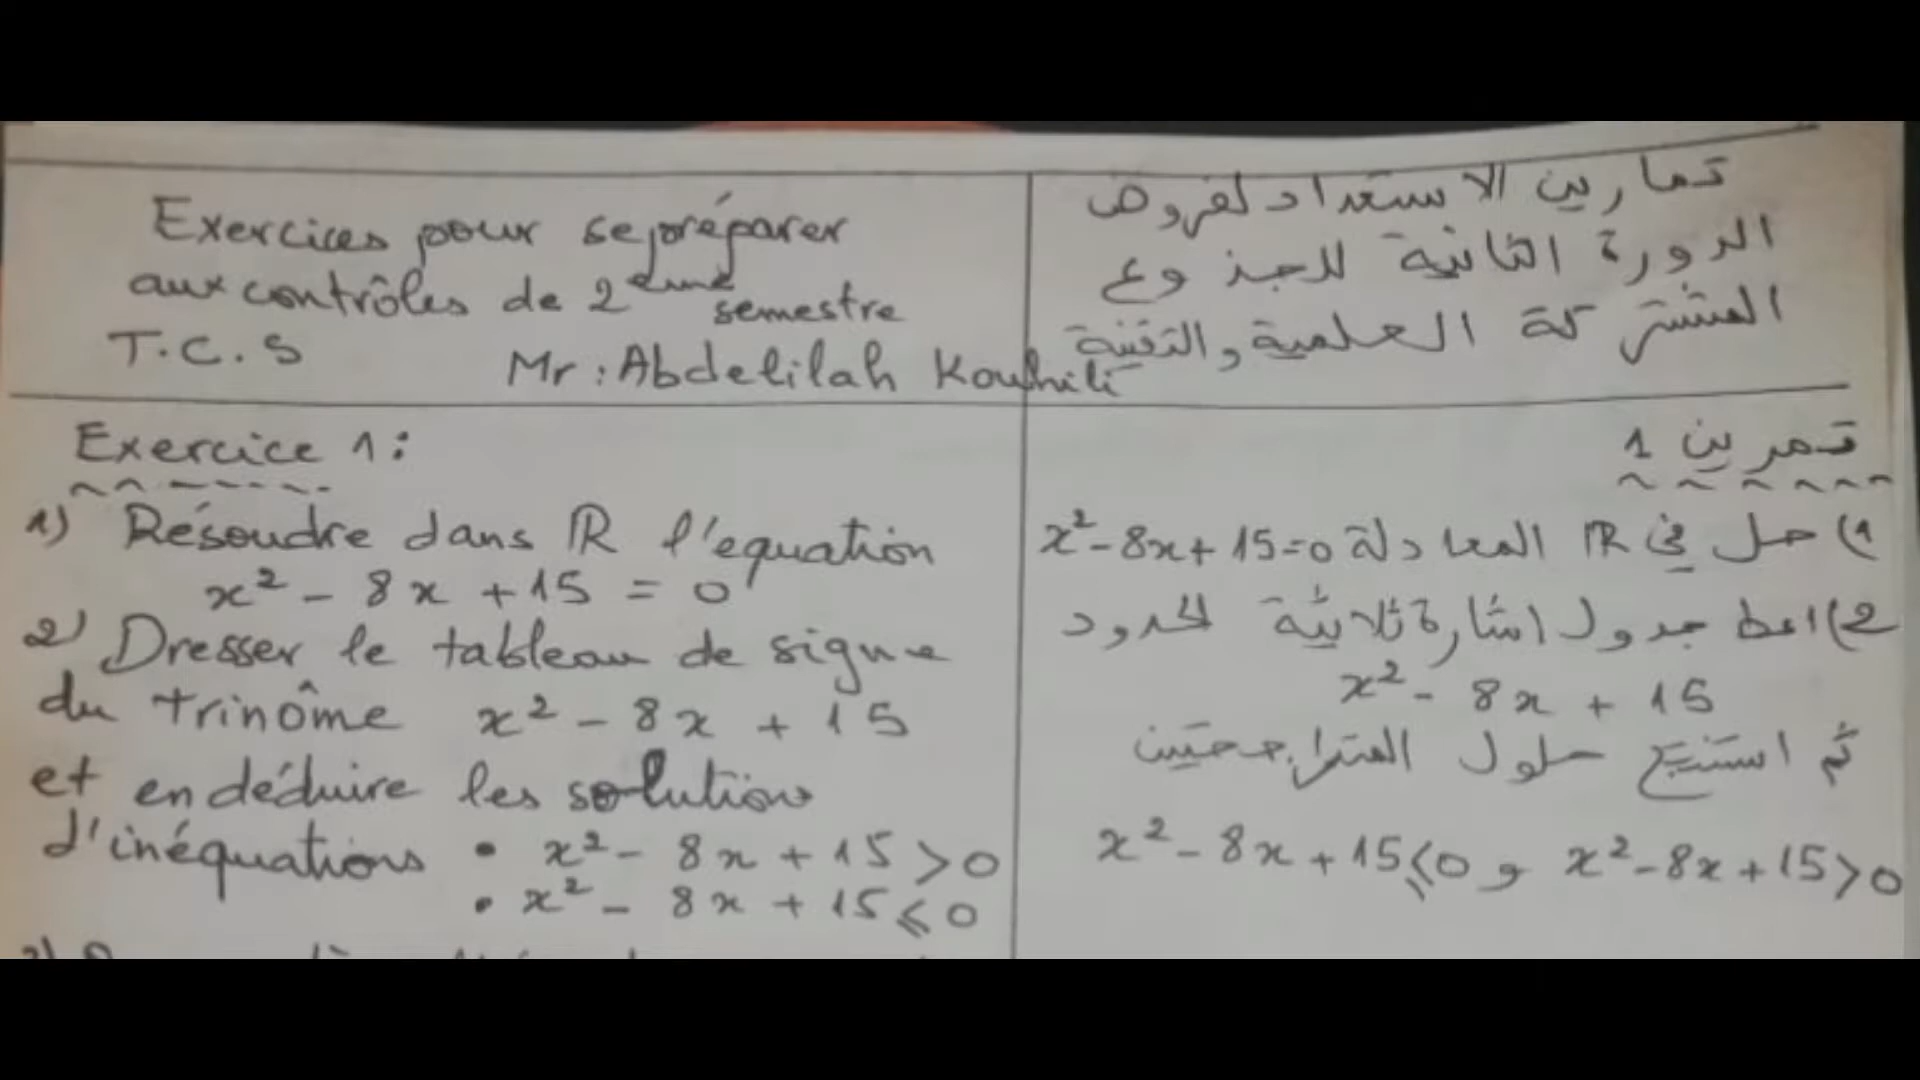 Exercices pour se préparer
aux contrôles de 2ème semestre
T.C.S
Mr : Abdelilah Kouhili
تمارين الاستعداد لفروض
الدورة الثانية للجذوع
المشتركة العلمية والتقنية
Exercice 1 :
1) Résoudre dans ℝ l'equation
x² - 8x + 15 = 0
2) Dresser le tableau de signe
du trinôme x² - 8x + 15
et en déduire les solutions
d'inéquations • x² - 8x + 15 > 0
• x² - 8x + 15 ⩽ 0
تمرين 1
1) حل في ℝ المعادلة x² - 8x + 15 = 0
2) اعط جدول اشارة ثلاثية الحدود
x² - 8x + 15
ثم استنتج حلول المتراجحتين
x² - 8x + 15 > 0 و x² - 8x + 15 ⩽ 0